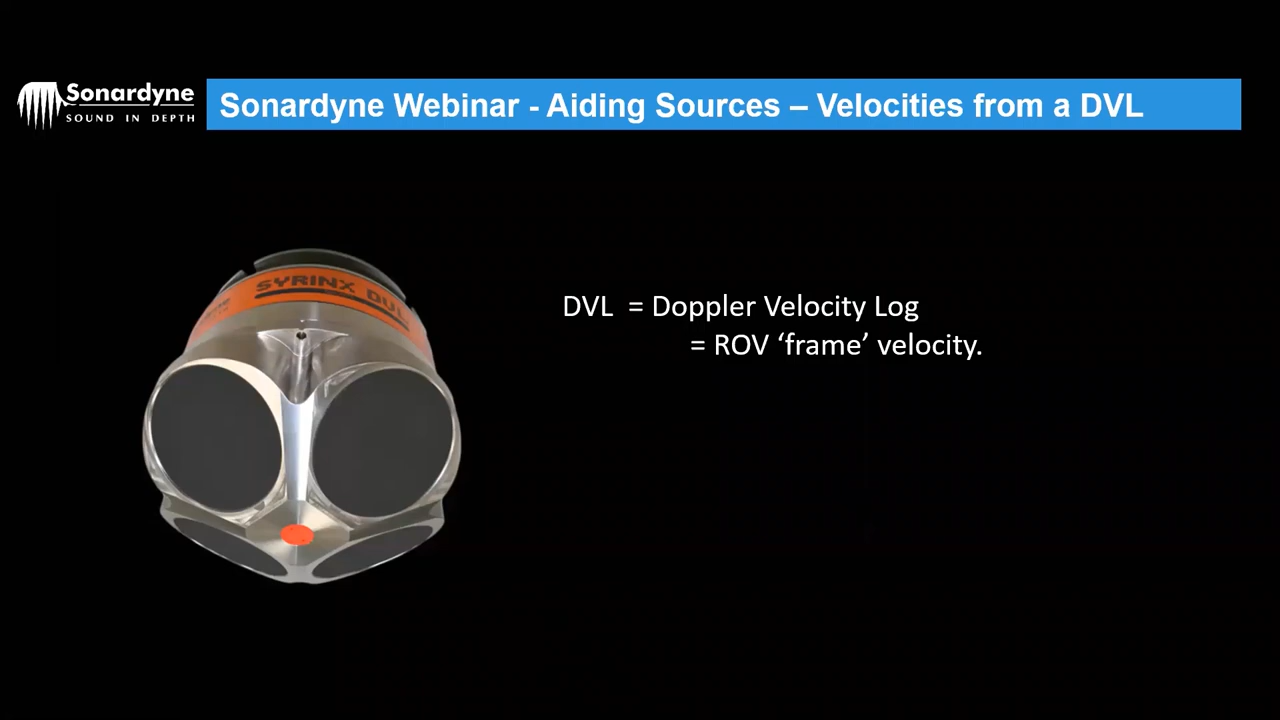 Sonardyne
SOUND IN DEPTH
Sonardyne Webinar - Aiding Sources – Velocities from a DVL
SYRINX DVL
DVL = Doppler Velocity Log
= ROV ‘frame’ velocity.